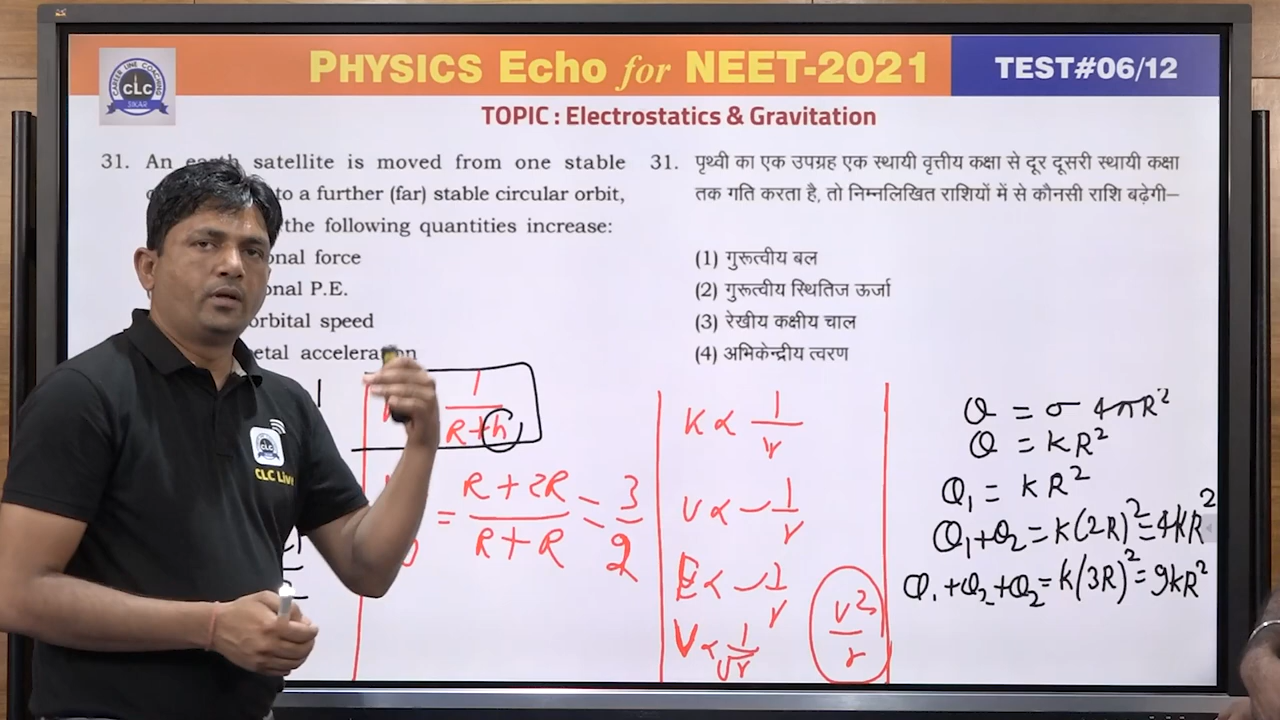 PHYSICS Echo for NEET-2021
TEST#06/12
CAREER LINE COACHING
CLC
SIKAR
TOPIC : Electrostatics & Gravitation
31. An earth satellite is moved from one stable
to a further (far) stable circular orbit,
the following quantities increase:
onal force
onal P.E.
orbital speed
etal acceleration
31. पृथ्वी का एक उपग्रह एक स्थायी वृत्तीय कक्षा से दूर दूसरी स्थायी कक्षा
तक गति करता है, तो निम्नलिखित राशियों में से कौनसी राशि बढ़ेगी–
(1) गुरूत्वीय बल
(2) गुरूत्वीय स्थितिज ऊर्जा
(3) रेखीय कक्षीय चाल
(4) अभिकेन्द्रीय त्वरण
1
R+h
= R+2R / R+R = 3/2
K ∝ 1/r
U ∝ -1/r
E ∝ -1/r
V ∝ 1/√r
v²/r
Q = σ 4πR²
Q = KR²
Q₁ = KR²
Q₁+Q₂ = K(2R)² = 4KR²
Q₁+Q₂+Q₂ = K(3R)² = 9KR²
CLC Live